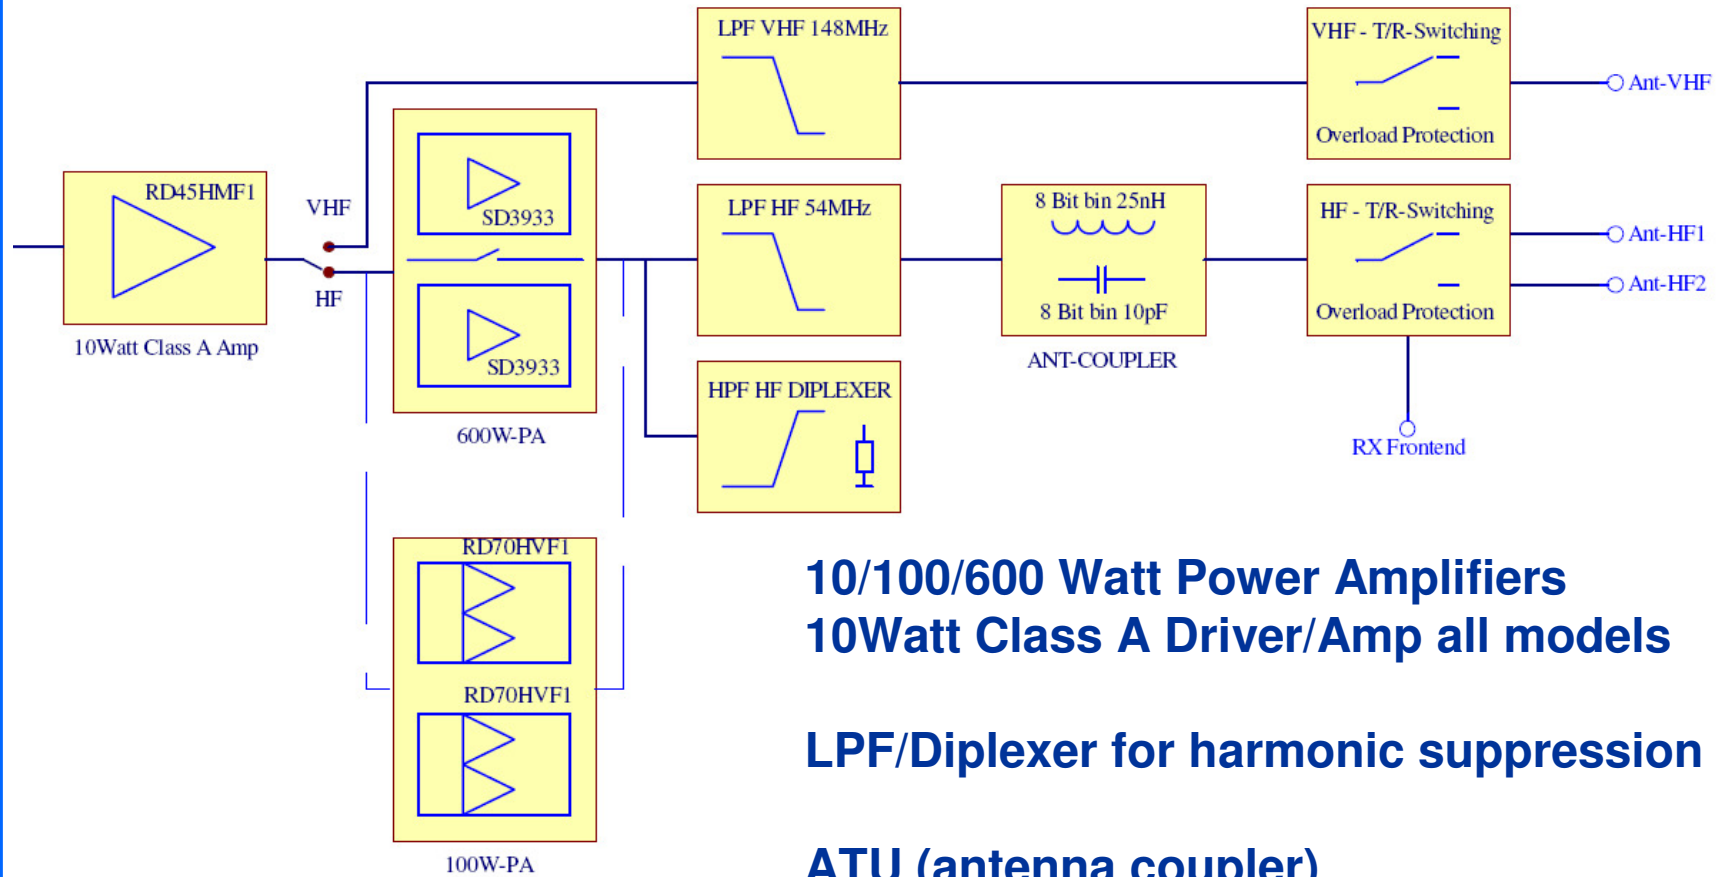 LPF VHF 148MHz
VHF - T/R-Switching
Ant-VHF
Overload Protection
RD45HMF1
VHF
HF
10Watt Class A Amp
SD3933
SD3933
600W-PA
LPF HF 54MHz
8 Bit bin 25nH
8 Bit bin 10pF
ANT-COUPLER
HF - T/R-Switching
Overload Protection
Ant-HF1
Ant-HF2
RX Frontend
HPF HF DIPLEXER
RD70HVF1
RD70HVF1
100W-PA
10/100/600 Watt Power Amplifiers
10Watt Class A Driver/Amp all models
LPF/Diplexer for harmonic suppression
ATU (antenna coupler)